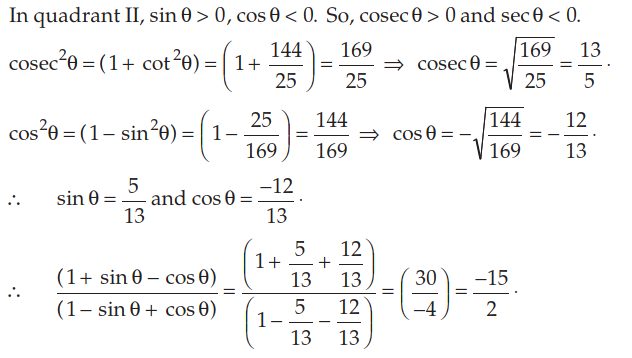 In quadrant II, sin θ > 0, cos θ < 0. So, cosec θ > 0 and sec θ < 0.
cosec²θ = (1 + cot²θ) = (1 + 144/25) = 169/25 ⇒ cosec θ = √(169/25) = 13/5 ·
cos²θ = (1 – sin²θ) = (1 – 25/169) = 144/169 ⇒ cos θ = –√(144/169) = –12/13 ·
∴ sin θ = 5/13 and cos θ = –12/13 ·
∴ (1 + sin θ – cos θ)/(1 – sin θ + cos θ) = (1 + 5/13 + 12/13)/(1 – 5/13 – 12/13) = (30/–4) = –15/2 ·